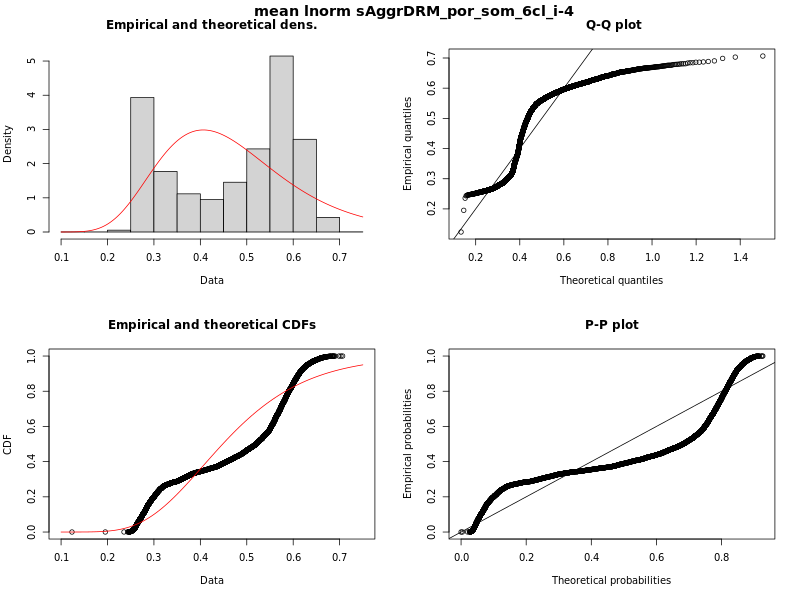 mean lnorm sAggrDRM_por_som_6cl_i-4
Empirical and theoretical dens.
Density
0 1 2 3 4 5
0.1 0.2 0.3 0.4 0.5 0.6 0.7
Data
Q-Q plot
Empirical quantiles
0.2 0.3 0.4 0.5 0.6 0.7
0.2 0.4 0.6 0.8 1.0 1.2 1.4
Theoretical quantiles
Empirical and theoretical CDFs
CDF
0.0 0.2 0.4 0.6 0.8 1.0
0.1 0.2 0.3 0.4 0.5 0.6 0.7
Data
P-P plot
Empirical probabilities
0.0 0.2 0.4 0.6 0.8 1.0
0.0 0.2 0.4 0.6 0.8
Theoretical probabilities